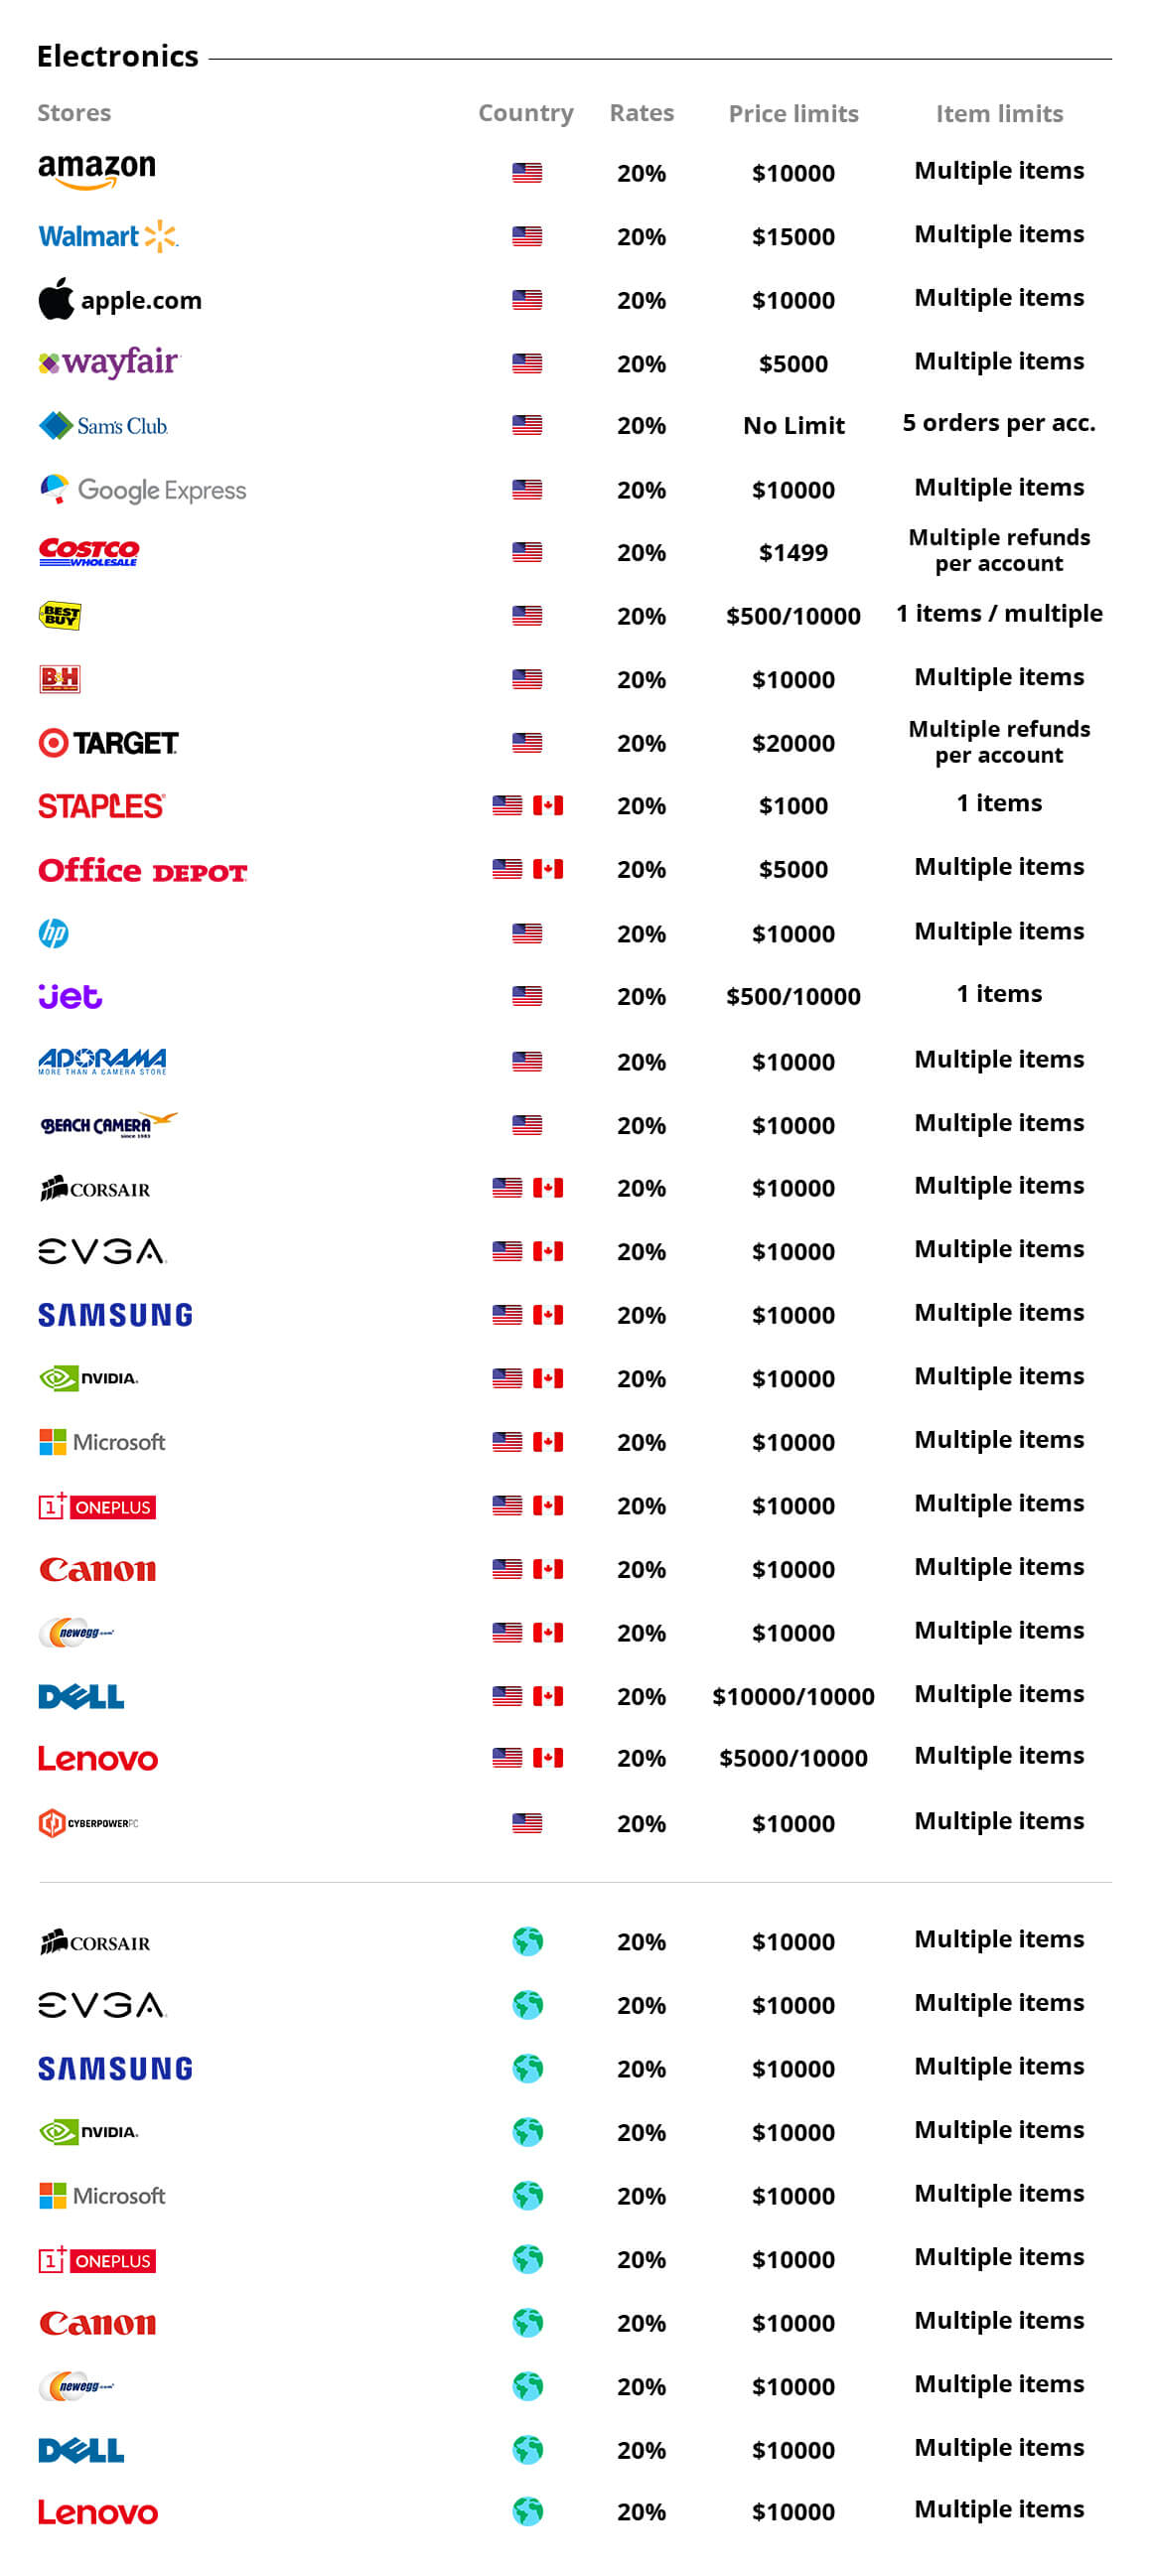 Electronics
Stores Country Rates Price limits Item limits
amazon 20% $10000 Multiple items
Walmart 20% $15000 Multiple items
apple.com 20% $10000 Multiple items
wayfair 20% $5000 Multiple items
Sam's Club 20% No Limit 5 orders per acc.
Google Express 20% $10000 Multiple items
COSTCO WHOLESALE 20% $1499 Multiple refunds per account
BEST BUY 20% $500/10000 1 items / multiple
B&H 20% $10000 Multiple items
TARGET 20% $20000 Multiple refunds per account
STAPLES 20% $1000 1 items
Office DEPOT 20% $5000 Multiple items
hp 20% $10000 Multiple items
jet 20% $500/10000 1 items
ADORAMA MORE THAN A CAMERA STORE 20% $10000 Multiple items
BEACH CAMERA since 1983 20% $10000 Multiple items
CORSAIR 20% $10000 Multiple items
EVGA 20% $10000 Multiple items
SAMSUNG 20% $10000 Multiple items
NVIDIA. 20% $10000 Multiple items
Microsoft 20% $10000 Multiple items
1+ ONEPLUS 20% $10000 Multiple items
Canon 20% $10000 Multiple items
newegg.com 20% $10000 Multiple items
DELL 20% $10000/10000 Multiple items
Lenovo 20% $5000/10000 Multiple items
CYBERPOWERPC 20% $10000 Multiple items
CORSAIR 20% $10000 Multiple items
EVGA 20% $10000 Multiple items
SAMSUNG 20% $10000 Multiple items
NVIDIA. 20% $10000 Multiple items
Microsoft 20% $10000 Multiple items
1+ ONEPLUS 20% $10000 Multiple items
Canon 20% $10000 Multiple items
newegg.com 20% $10000 Multiple items
DELL 20% $10000 Multiple items
Lenovo 20% $10000 Multiple items